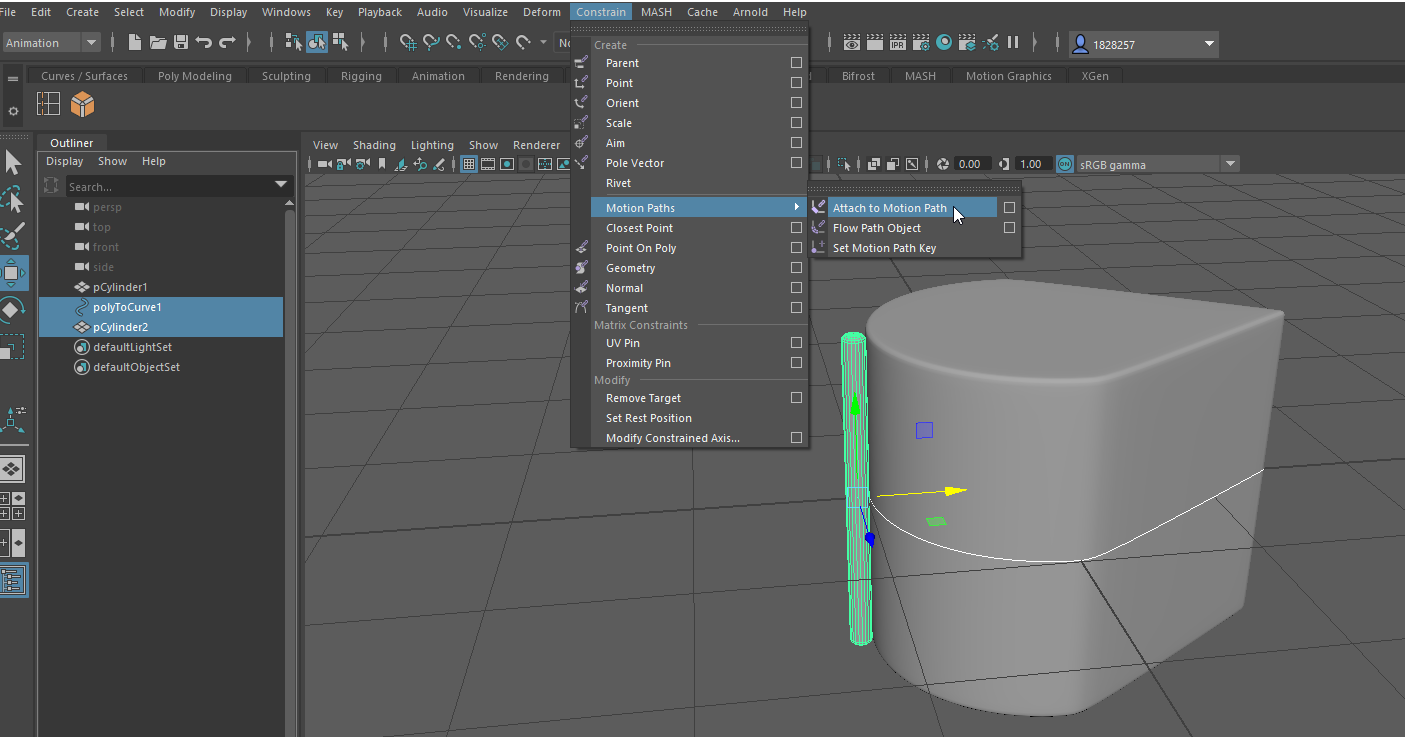 File Edit Create Select Modify Display Windows Key Playback Audio Visualize Deform Constrain MASH Cache Arnold Help
Animation
No
IPR
1828257
Curves / Surfaces Poly Modeling Sculpting Rigging Animation Rendering Bifrost MASH Motion Graphics XGen
Outliner
Display Show Help
Search...
persp
top
front
side
pCylinder1
polyToCurve1
pCylinder2
defaultLightSet
defaultObjectSet
View Shading Lighting Show Renderer
0.00 1.00 ON sRGB gamma
Create
Parent
Point
Orient
Scale
Aim
Pole Vector
Rivet
Motion Paths
Closest Point
Point On Poly
Geometry
Normal
Tangent
Matrix Constraints
UV Pin
Proximity Pin
Modify
Remove Target
Set Rest Position
Modify Constrained Axis...
Attach to Motion Path
Flow Path Object
Set Motion Path Key